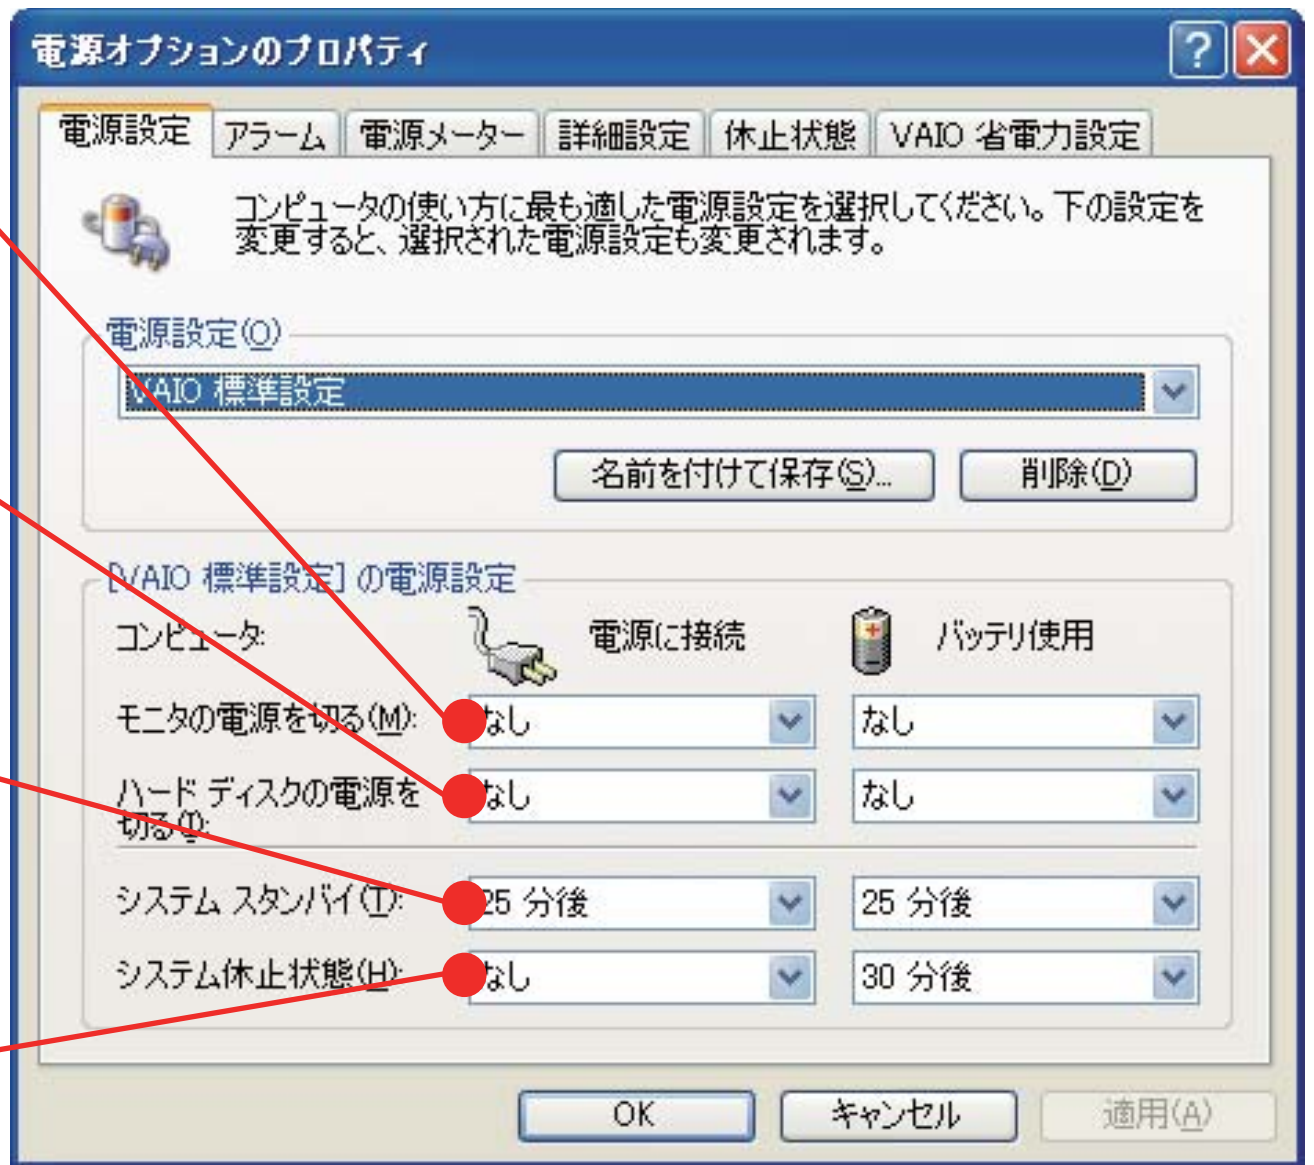 電源オプションのプロパティ
電源設定 アラーム 電源メーター 詳細設定 休止状態 VAIO 省電力設定
コンピュータの使い方に最も適した電源設定を選択してください。下の設定を
変更すると、選択された電源設定も変更されます。
電源設定(O)
VAIO 標準設定
名前を付けて保存(S)... 削除(D)
[VAIO 標準設定] の電源設定
コンピュータ: 電源に接続 バッテリ使用
モニタの電源を切る(M): なし なし
ハード ディスクの電源を
切る(I): なし なし
システム スタンバイ(T): 25 分後 25 分後
システム休止状態(H): なし 30 分後
OK キャンセル 適用(A)